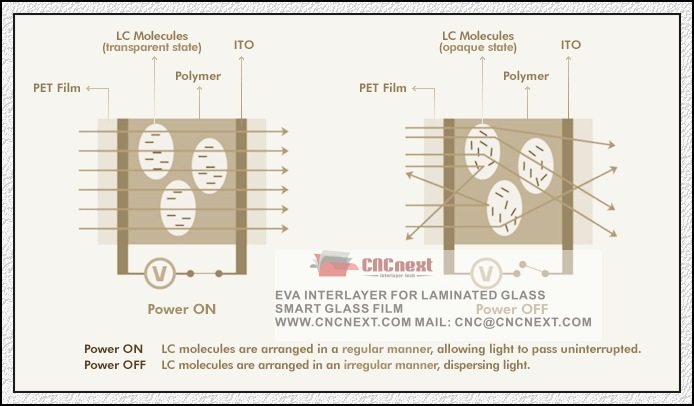 LC Molecules
(transparent state)
ITO
Polymer
PET Film
V
Power ON
LC Molecules
(opaque state)
ITO
Polymer
PET Film
V
Power OFF
CNCnext
interlayer tech
EVA INTERLAYER FOR LAMINATED GLASS
SMART GLASS FILM
WWW.CNCNEXT.COM MAIL: CNC@CNCNEXT.COM
Power ON LC molecules are arranged in a regular manner, allowing light to pass uninterrupted.
Power OFF LC molecules are arranged in an irregular manner, dispersing light.